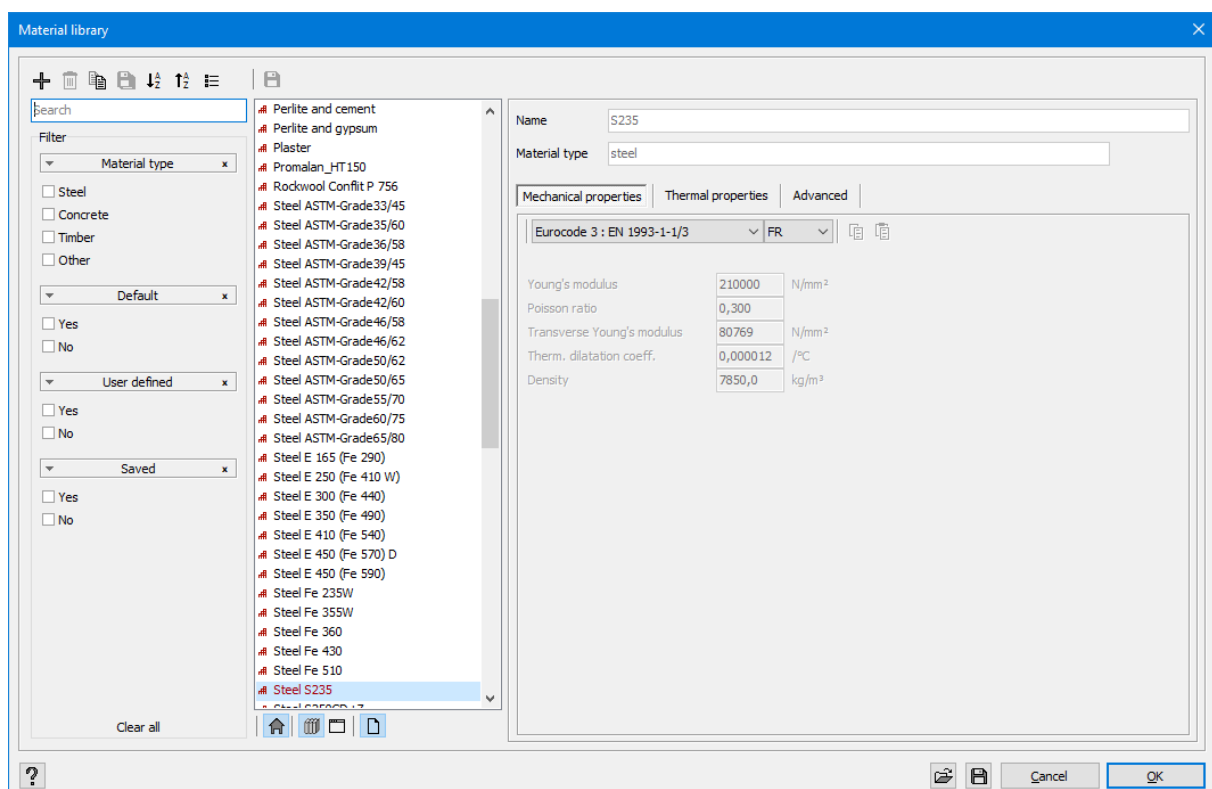 Material library
Search
Filter
Material type x
Steel
Concrete
Timber
Other
Default x
Yes
No
User defined x
Yes
No
Saved x
Yes
No
Clear all
Perlite and cement
Perlite and gypsum
Plaster
Promalan_HT150
Rockwool Conflit P 756
Steel ASTM-Grade33/45
Steel ASTM-Grade35/60
Steel ASTM-Grade36/58
Steel ASTM-Grade39/45
Steel ASTM-Grade42/58
Steel ASTM-Grade42/60
Steel ASTM-Grade46/58
Steel ASTM-Grade46/62
Steel ASTM-Grade50/62
Steel ASTM-Grade50/65
Steel ASTM-Grade55/70
Steel ASTM-Grade60/75
Steel ASTM-Grade65/80
Steel E 165 (Fe 290)
Steel E 250 (Fe 410 W)
Steel E 300 (Fe 440)
Steel E 350 (Fe 490)
Steel E 410 (Fe 540)
Steel E 450 (Fe 570) D
Steel E 450 (Fe 590)
Steel Fe 235W
Steel Fe 355W
Steel Fe 360
Steel Fe 430
Steel Fe 510
Steel S235
Name S235
Material type steel
Mechanical properties Thermal properties Advanced
Eurocode 3 : EN 1993-1-1/3 FR
Young's modulus 210000 N/mm²
Poisson ratio 0,300
Transverse Young's modulus 80769 N/mm²
Therm. dilatation coeff. 0,000012 /°C
Density 7850,0 kg/m³
? Cancel OK